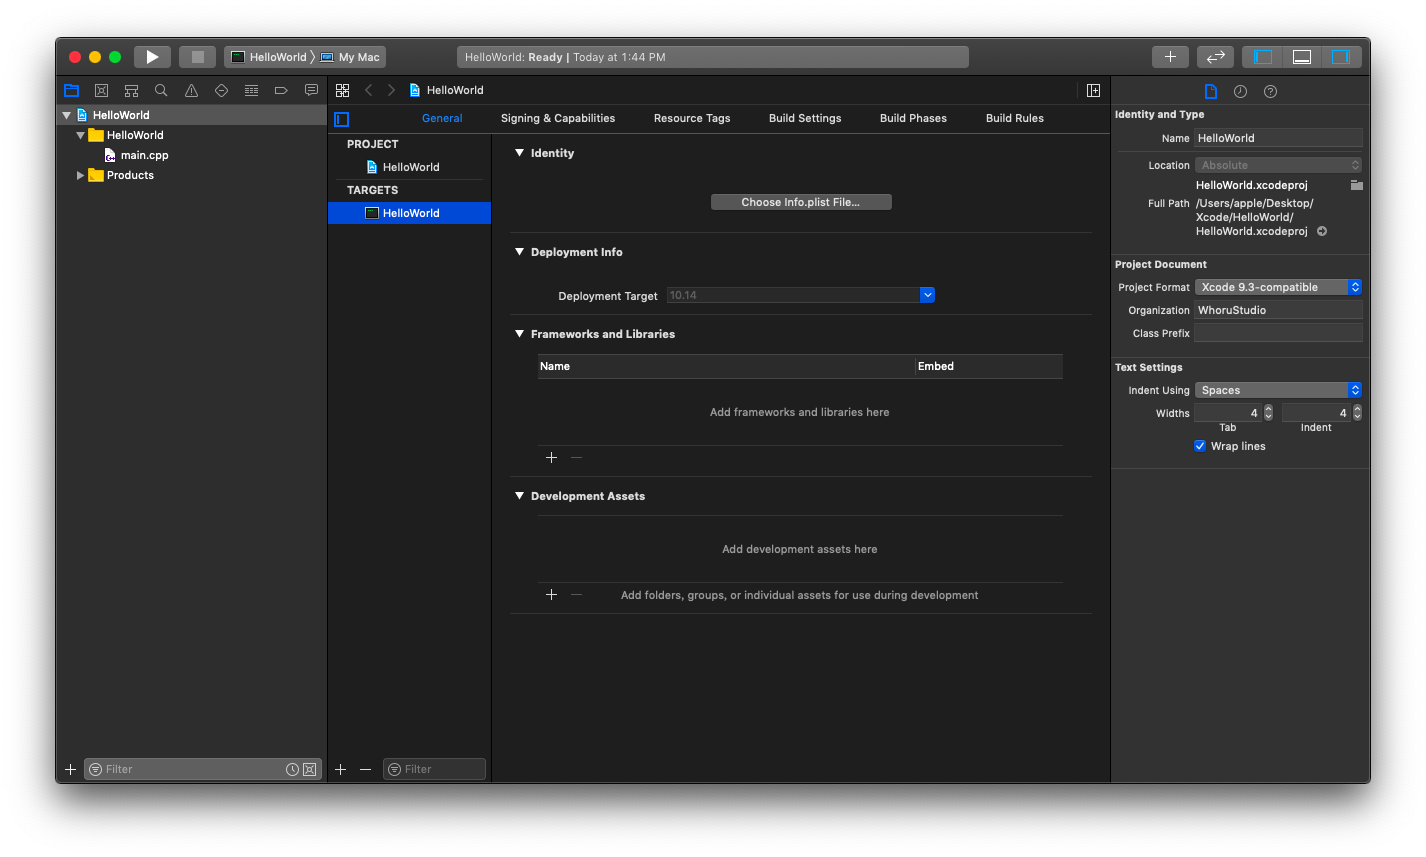 HelloWorld 〉 My Mac
HelloWorld: Ready | Today at 1:44 PM
HelloWorld
HelloWorld
main.cpp
Products
Filter
HelloWorld
General Signing & Capabilities Resource Tags Build Settings Build Phases Build Rules
PROJECT
HelloWorld
TARGETS
HelloWorld
Filter
Identity
Choose Info.plist File...
Deployment Info
Deployment Target 10.14
Frameworks and Libraries
Name Embed
Add frameworks and libraries here
Development Assets
Add development assets here
Add folders, groups, or individual assets for use during development
Identity and Type
Name HelloWorld
Location Absolute
HelloWorld.xcodeproj
Full Path /Users/apple/Desktop/
Xcode/HelloWorld/
HelloWorld.xcodeproj
Project Document
Project Format Xcode 9.3-compatible
Organization WhoruStudio
Class Prefix
Text Settings
Indent Using Spaces
Widths 4 4
Tab Indent
Wrap lines